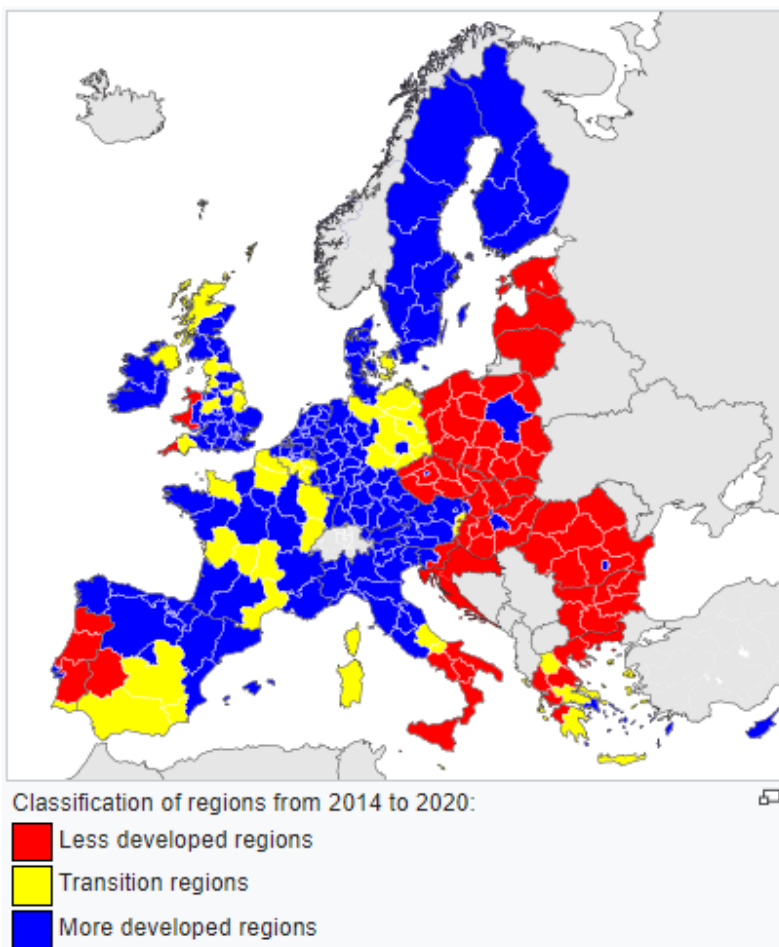 Classification of regions from 2014 to 2020:
Less developed regions
Transition regions
More developed regions